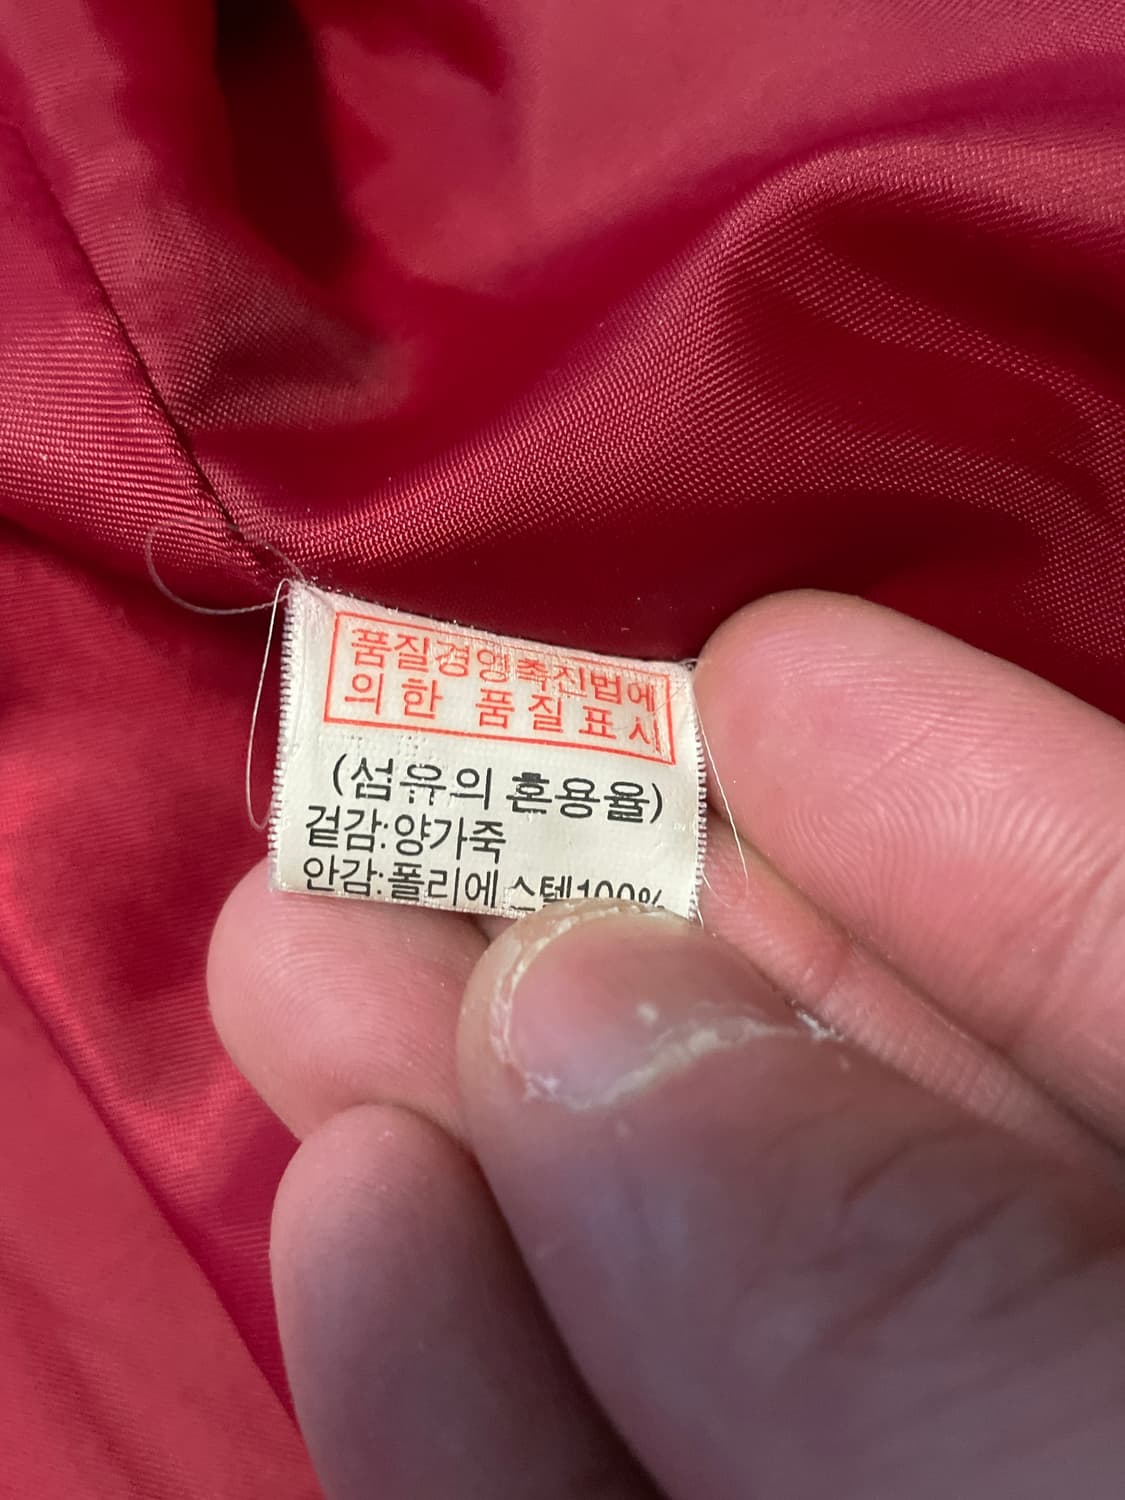 품질경영촉진법에
의한 품질표시
(섬유의 혼용율)
겉감:양가죽
안감:폴리에스텔100%